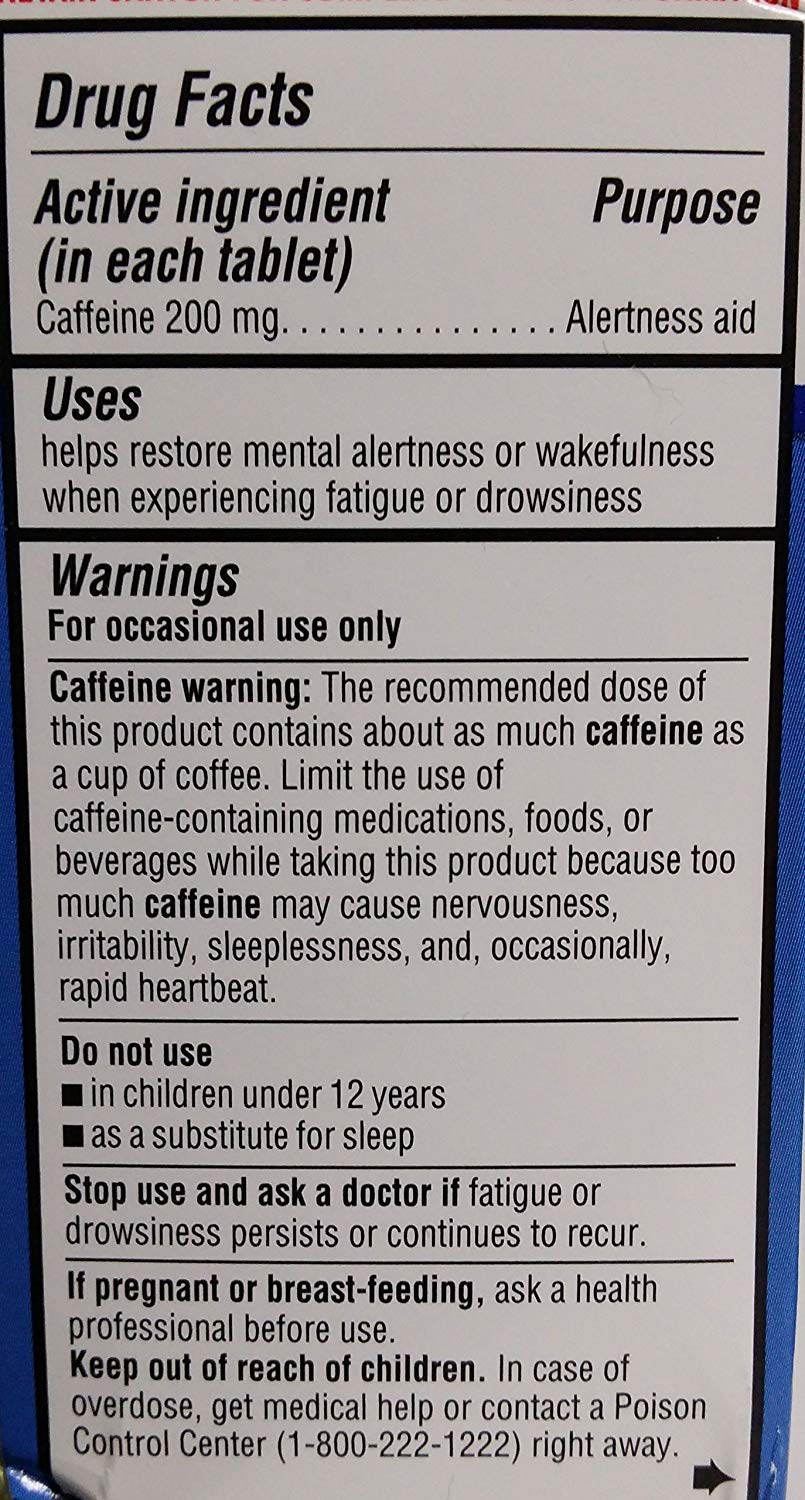 Drug Facts
Active ingredient Purpose
(in each tablet)
Caffeine 200 mg. . . . . . . . . . . . . . . . Alertness aid
Uses
helps restore mental alertness or wakefulness
when experiencing fatigue or drowsiness
Warnings
For occasional use only
Caffeine warning: The recommended dose of
this product contains about as much caffeine as
a cup of coffee. Limit the use of
caffeine-containing medications, foods, or
beverages while taking this product because too
much caffeine may cause nervousness,
irritability, sleeplessness, and, occasionally,
rapid heartbeat.
Do not use
■ in children under 12 years
■ as a substitute for sleep
Stop use and ask a doctor if fatigue or
drowsiness persists or continues to recur.
If pregnant or breast-feeding, ask a health
professional before use.
Keep out of reach of children. In case of
overdose, get medical help or contact a Poison
Control Center (1-800-222-1222) right away.